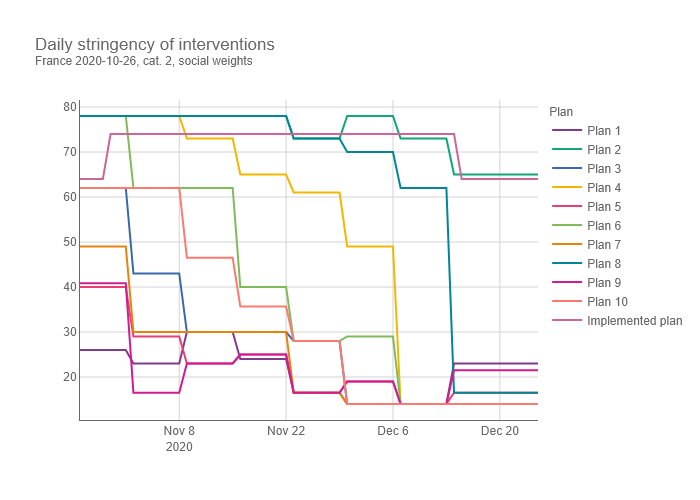 Daily stringency of interventions
France 2020-10-26, cat. 2, social weights
80
70
60
50
40
30
20
Nov 8
2020
Nov 22
Dec 6
Dec 20
Plan
Plan 1
Plan 2
Plan 3
Plan 4
Plan 5
Plan 6
Plan 7
Plan 8
Plan 9
Plan 10
Implemented plan